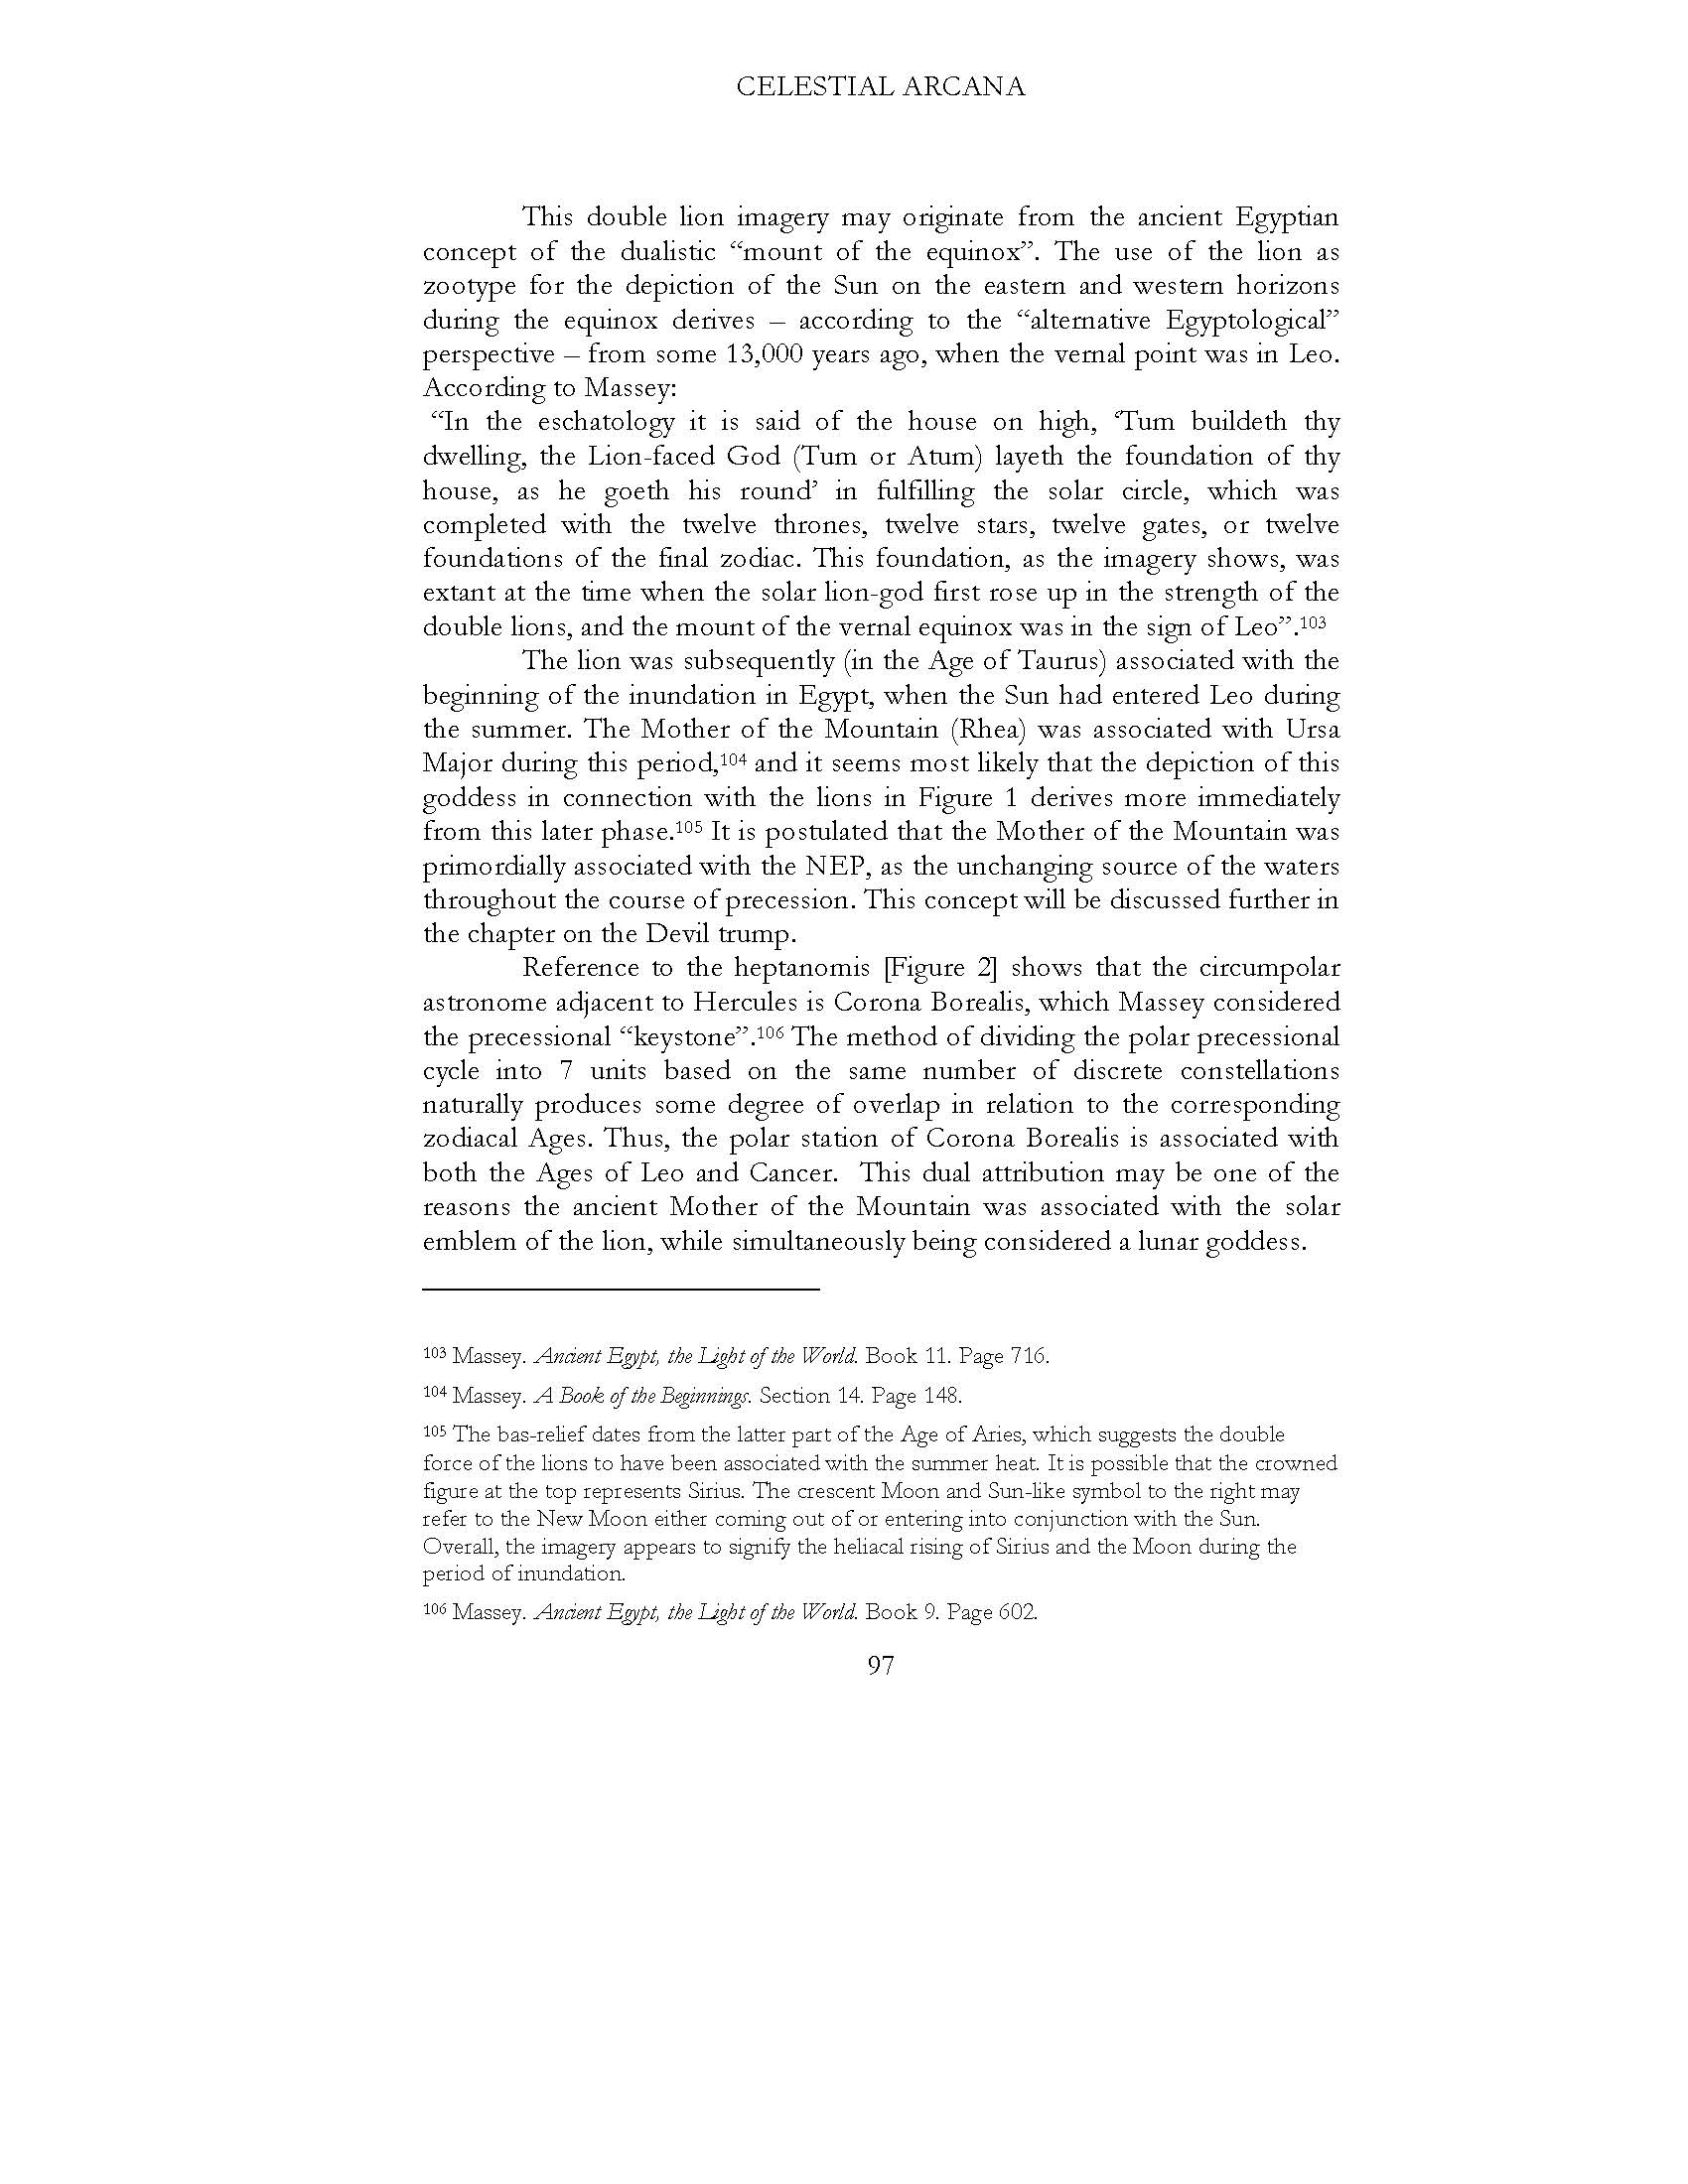 CELESTIAL ARCANA
This double lion imagery may originate from the ancient Egyptian
concept of the dualistic “mount of the equinox”. The use of the lion as
zootype for the depiction of the Sun on the eastern and western horizons
during the equinox derives – according to the “alternative Egyptological”
perspective – from some 13,000 years ago, when the vernal point was in Leo.
According to Massey:
“In the eschatology it is said of the house on high, ‘Tum buildeth thy
dwelling, the Lion-faced God (Tum or Atum) layeth the foundation of thy
house, as he goeth his round’ in fulfilling the solar circle, which was
completed with the twelve thrones, twelve stars, twelve gates, or twelve
foundations of the final zodiac. This foundation, as the imagery shows, was
extant at the time when the solar lion-god first rose up in the strength of the
double lions, and the mount of the vernal equinox was in the sign of Leo”.103
The lion was subsequently (in the Age of Taurus) associated with the
beginning of the inundation in Egypt, when the Sun had entered Leo during
the summer. The Mother of the Mountain (Rhea) was associated with Ursa
Major during this period,104 and it seems most likely that the depiction of this
goddess in connection with the lions in Figure 1 derives more immediately
from this later phase.105 It is postulated that the Mother of the Mountain was
primordially associated with the NEP, as the unchanging source of the waters
throughout the course of precession. This concept will be discussed further in
the chapter on the Devil trump.
Reference to the heptanomis [Figure 2] shows that the circumpolar
astronome adjacent to Hercules is Corona Borealis, which Massey considered
the precessional “keystone”.106 The method of dividing the polar precessional
cycle into 7 units based on the same number of discrete constellations
naturally produces some degree of overlap in relation to the corresponding
zodiacal Ages. Thus, the polar station of Corona Borealis is associated with
both the Ages of Leo and Cancer.  This dual attribution may be one of the
reasons the ancient Mother of the Mountain was associated with the solar
emblem of the lion, while simultaneously being considered a lunar goddess.
103 Massey. Ancient Egypt, the Light of the World. Book 11. Page 716.
104 Massey. A Book of the Beginnings. Section 14. Page 148.
105 The bas-relief dates from the latter part of the Age of Aries, which suggests the double
force of the lions to have been associated with the summer heat. It is possible that the crowned
figure at the top represents Sirius. The crescent Moon and Sun-like symbol to the right may
refer to the New Moon either coming out of or entering into conjunction with the Sun.
Overall, the imagery appears to signify the heliacal rising of Sirius and the Moon during the
period of inundation.
106 Massey. Ancient Egypt, the Light of the World. Book 9. Page 602.
97